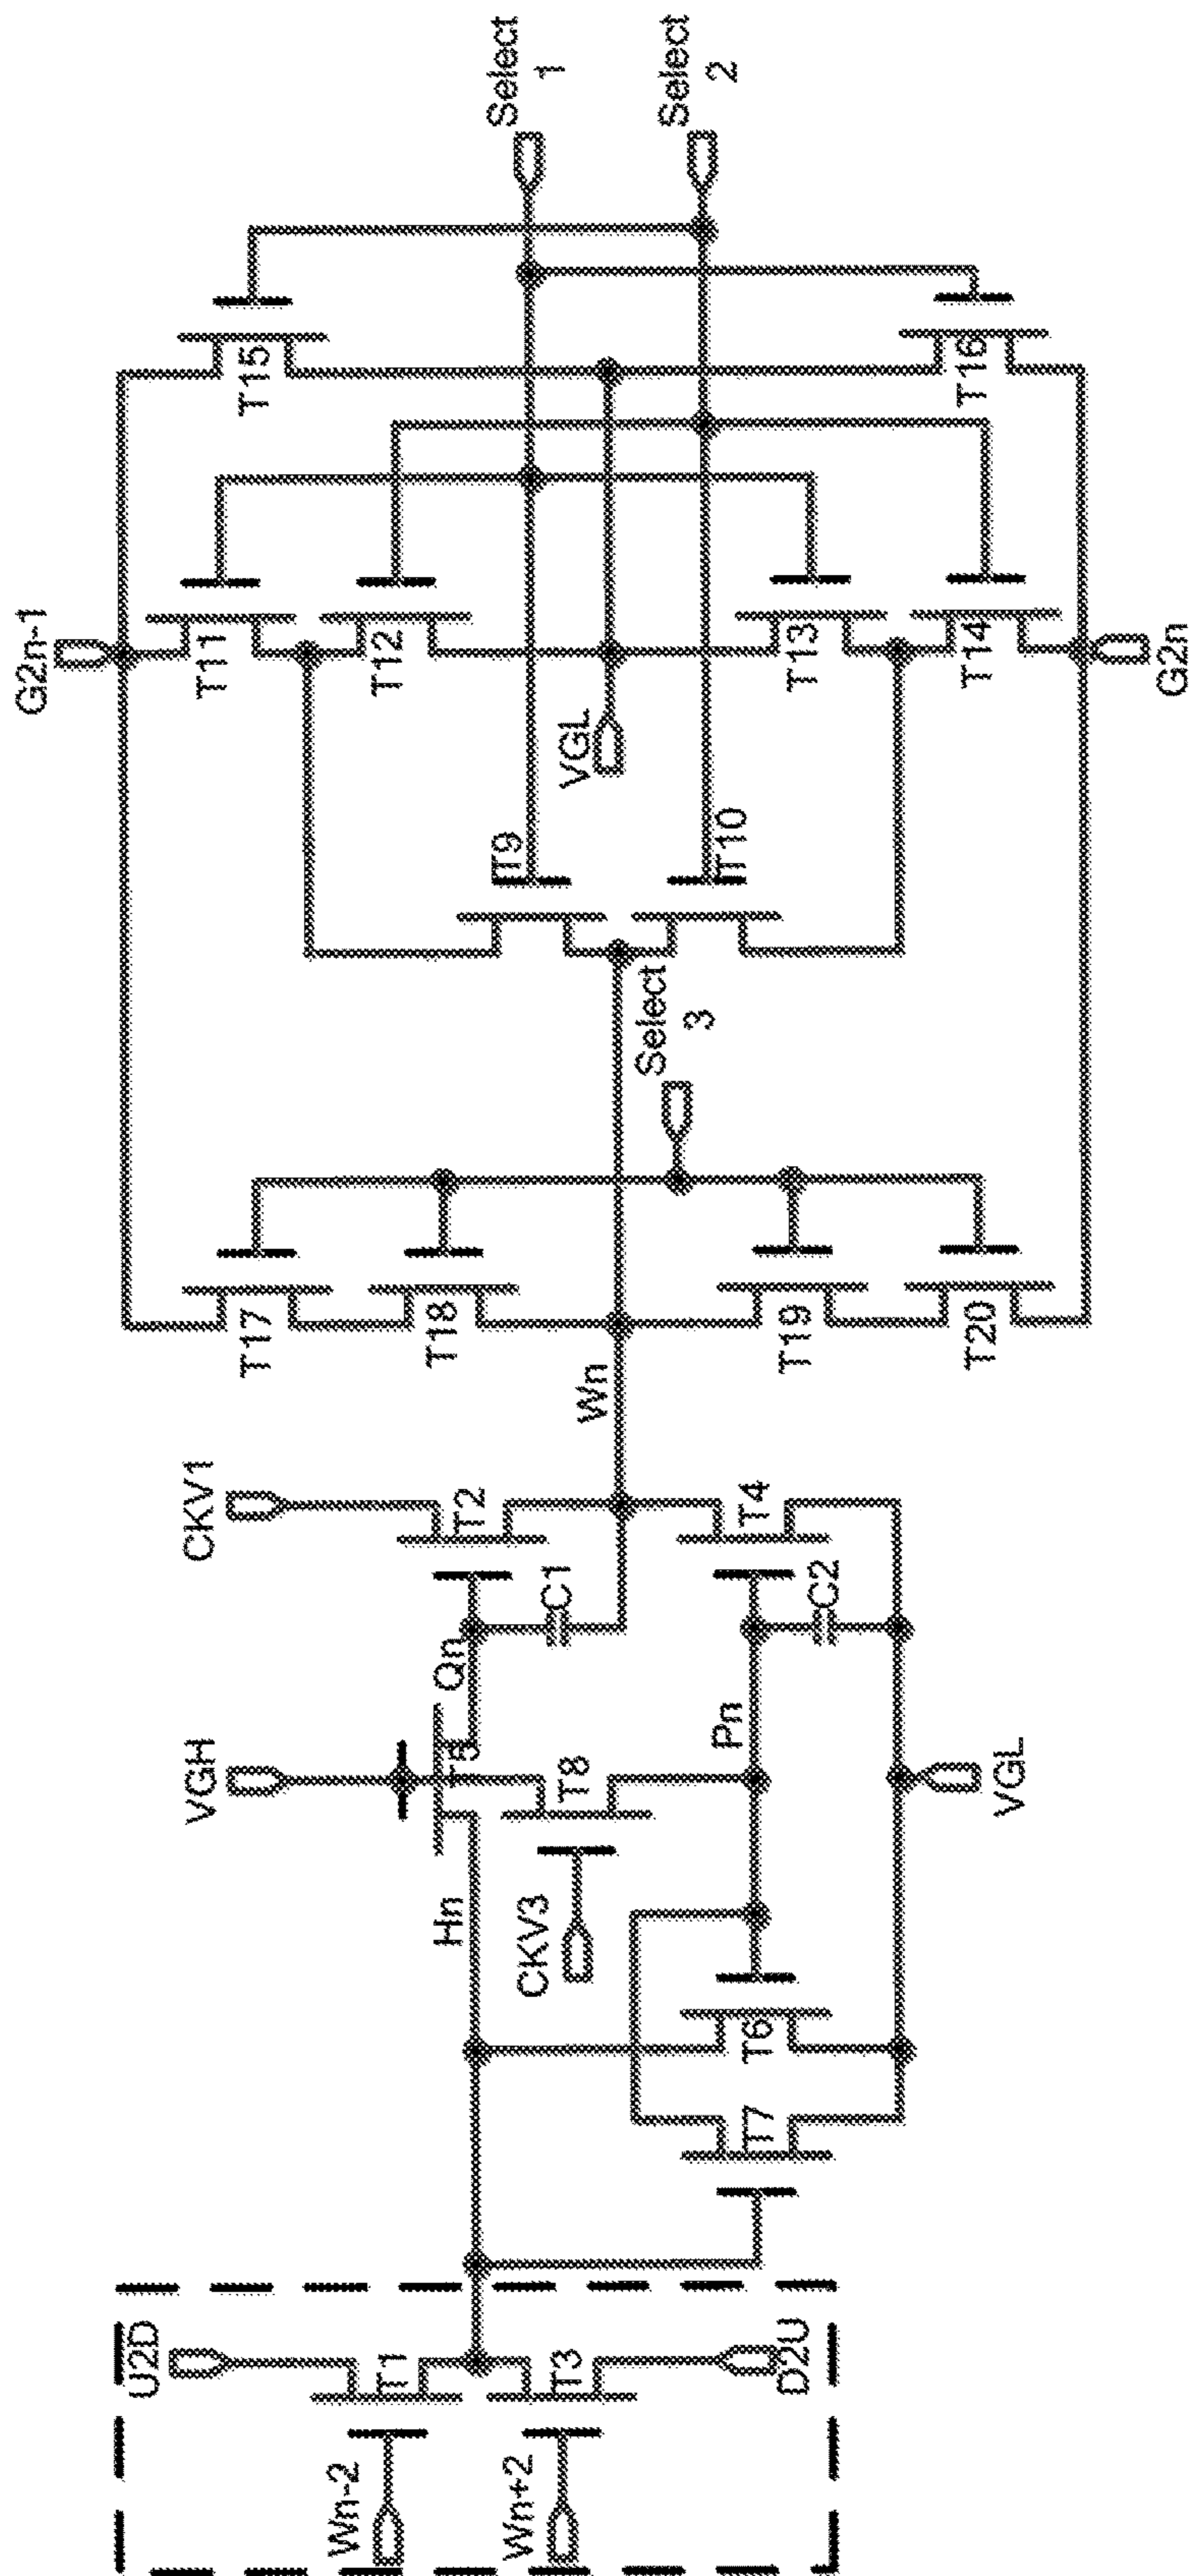 Wn-2
Wn+2
U2D
T1
T3
D2U
T7
T6
Hn
CKV3
VGH
T5
T8
Pn
VGL
Qn
C1
C2
CKV1
T2
T4
Wn
T17
T18
T19
T20
Select
3
T9
T10
VGL
G2n-1
T11
T12
T13
T14
G2n
T15
T16
Select
1
Select
2